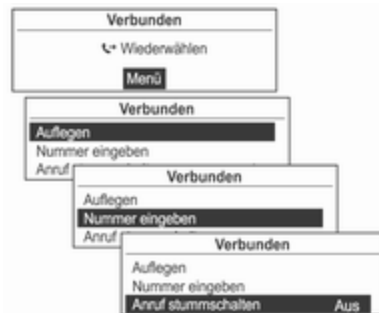 Verbunden
Wiederwählen
Menü
Verbunden
Auflegen
Nummer eingeben
Anruf
Verbunden
Auflegen
Nummer eingeben
Anruf
Verbunden
Auflegen
Nummer eingeben
Anruf stummschalten Aus